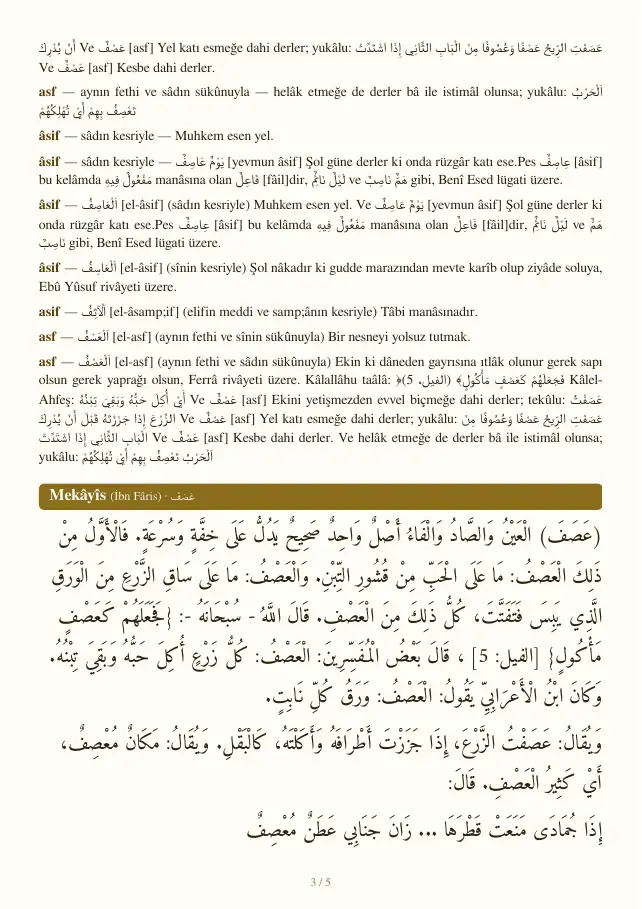 عَصَفَتِ الرِّيحُ عَصْفًا وَعُصُوفًا مِنَ الْبَابِ الثَّانِي إِذَا اشْتَدَّتْ Ve عَصْفٌ [asf] Yel katı esmeğe dahi derler; yukâlu: أَنْ يُدْرِكَ
Ve عَصْفٌ [asf] Kesbe dahi derler.
asf — aynın fethi ve sâdın sükûnuyla — helâk etmeğe de derler bâ ile istimâl olunsa; yukâlu: اَلْحَرْبُ
تَعْصِفُ بِهِمْ أَيْ تُهْلِكُهُمْ
âsif — sâdın kesriyle — Muhkem esen yel.
âsif — sâdın kesriyle — يَوْمٌ عَاصِفٌ [yevmun âsif] Şol güne derler ki onda rüzgâr katı ese.Pes عِاصِفٌ [âsif]
bu kelâmda مَفْعُولٌ فِيهِ manâsına olan فَاعِلٌ [fâil]dir, لَيْلٌ نَائِمٌ ve هَمٌّ نَاصِبٌ gibi, Benî Esed lügati üzere.
âsif — اَلْعَاصِفُ [el-âsif] (sâdın kesriyle) Muhkem esen yel. Ve يَوْمٌ عَاصِفٌ [yevmun âsif] Şol güne derler ki
onda rüzgâr katı ese.Pes عِاصِفٌ [âsif] bu kelâmda مَفْعُولٌ فِيهِ manâsına olan فَاعِلٌ [fâil]dir, لَيْلٌ نَائِمٌ ve هَمٌّ
نَاصِبٌ gibi, Benî Esed lügati üzere.
âsif — اَلْعَاسِفُ [el-âsif] (sînin kesriyle) Şol nâkadır ki gudde marazından mevte karîb olup ziyâde soluya,
Ebû Yûsuf rivâyeti üzere.
asif — اَلْآثِفُ [el-âsamp;if] (elifin meddi ve samp;ânın kesriyle) Tâbi manâsınadır.
asf — اَلْعَسْفُ [el-asf] (aynın fethi ve sînin sükûnuyla) Bir nesneyi yolsuz tutmak.
asf — اَلْعَصْفُ [el-asf] (aynın fethi ve sâdın sükûnuyla) Ekin ki dâneden gayrısına ıtlâk olunur gerek sapı
olsun gerek yaprağı olsun, Ferrâ rivâyeti üzere. Kâlallâhu taâlâ: ﴿فَجَعَلَهُمْ كَعَصْفٍ مَأْكُولٍ﴾ (الفيل، 5) Kâlel-
Ahfeş: أَيْ أُكِلَ حَبُّهُ وَبَقِيَ تِبْنُهُ Ve عَصْفٌ [asf] Ekini yetişmezden evvel biçmeğe dahi derler; tekûlu: عَصَفْتُ
الزَّرْعَ إِذَا جَزَزْتَهُ قَبْلَ أَنْ يُدْرِكَ Ve عَصْفٌ [asf] Yel katı esmeğe dahi derler; yukâlu: عَصَفَتِ الرِّيحُ عَصْفًا وَعُصُوفًا مِنَ
الْبَابِ الثَّانِي إِذَا اشْتَدَّتْ Ve عَصْفٌ [asf] Kesbe dahi derler. Ve helâk etmeğe de derler bâ ile istimâl olunsa;
yukâlu: اَلْحَرْبُ تَعْصِفُ بِهِمْ أَيْ تُهْلِكُهُمْ
Mekâyîs (İbn Fâris) · عَصَفَ
(عَصَفَ) الْعَيْنُ وَالصَّادُ وَالْفَاءُ أَصْلٌ وَاحِدٌ صَحِيحٌ يَدُلُّ عَلَى خِفَّةٍ وَسُرْعَةٍ. فَالْأَوَّلُ مِنْ
ذَلِكَ الْعَصْفُ: مَا عَلَى الْحَبِّ مِنْ قُشُورِ التِّبْنِ. وَالْعَصْفُ: مَا عَلَى سَاقِ الزَّرْعِ مِنَ الْوَرَقِ
الَّذِي يَبِسَ فَتَفَتَّتَ، كُلُّ ذَلِكَ مِنَ الْعَصْفِ. قَالَ اللَّهُ - سُبْحَانَهُ -: {فَجَعَلَهُمْ كَعَصْفٍ
مَأْكُولٍ} [الفيل: 5] ، قَالَ بَعْضُ الْمُفَسِّرِينَ: الْعَصْفُ: كُلُّ زَرْعٍ أُكِلَ حَبُّهُ وَبَقِيَ تِبْنُهُ.
وَكَانَ ابْنُ الْأَعْرَابِيِّ يَقُولُ: الْعَصْفُ: وَرَقُ كُلِّ نَابِتٍ.
وَيُقَالُ: عَصَفْتُ الزَّرْعَ، إِذَا جَزَزْتَ أَطْرَافَهُ وَأَكَلْتَهُ، كَالْبَقْلِ. وَيُقَالُ: مَكَانٌ مُعْصِفٌ،
أَيْ كَثِيرُ الْعَصْفِ. قَالَ:
إِذَا جُمَادَى مَنَعَتْ قَطْرَهَا ... زَانَ جَنَابِي عَطَنٌ مُعْصِفٌ
3 / 5